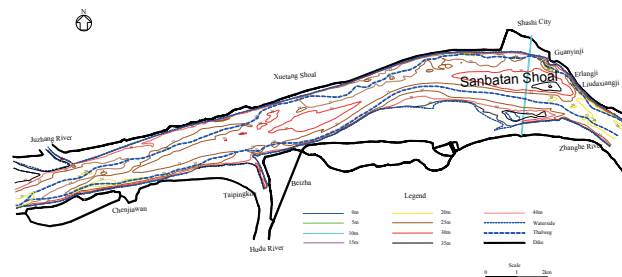 N
Shashi City
Guanyinji
Xuetang Shoal
Sanbatan Shoal
Erlangji
Liudaxiangji
Juzhang River
Zhanghe River
Taipingkou
Beizha
Chenjiawan
Hudu River
Legend
0m
20m
40m
5m
25m
Waterside
10m
30m
Thalweg
15m
35m
Dike
Scale
0 1 2km